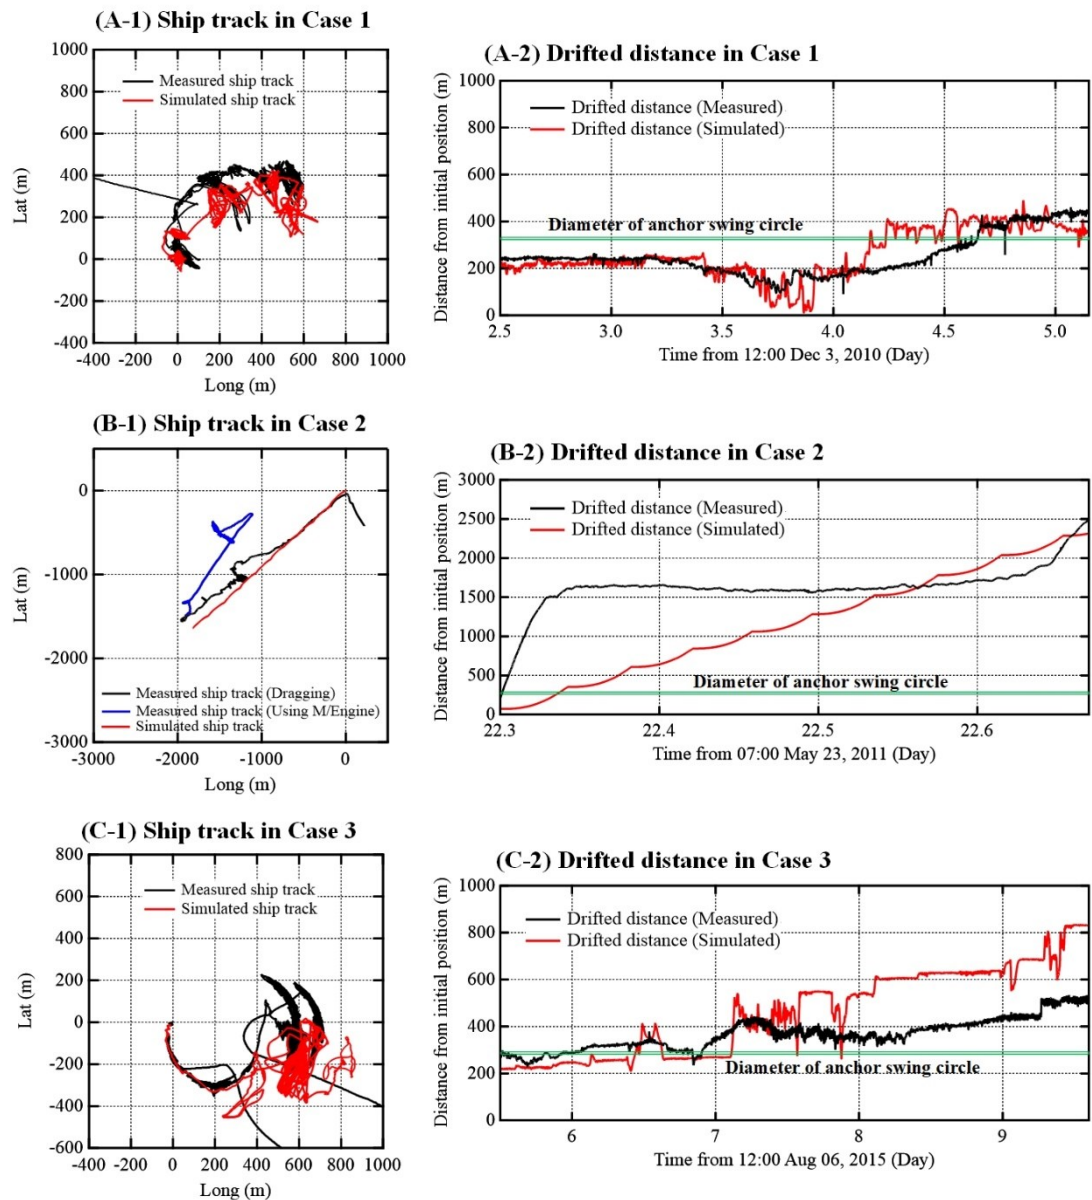 (A-1) Ship track in Case 1
1000
800
600
400
200
0
-200
-400
Lat (m)
Measured ship track
Simulated ship track
-400 -200 0 200 400 600 800
Long (m)
(A-2) Drifted distance in Case 1
1000
800
600
400
200
0
Distance from initial position (m)
Drifted distance (Measured)
Drifted distance (Simulated)
Diameter of anchor swing circle
2.5 3.0 3.5 4.0 4.5 5.0
Time from 12:00 Dec 3, 2010 (Day)
(B-1) Ship track in Case 2
0
-1000
-2000
-3000
Lat (m)
Measured ship track (Dragging)
Measured ship track (Using M/Engine)
Simulated ship track
-3000 -2000 -1000 0
Long (m)
(B-2) Drifted distance in Case 2
3000
2500
2000
1500
1000
500
0
Distance from initial position (m)
Drifted distance (Measured)
Drifted distance (Simulated)
Diameter of anchor swing circle
22.3 22.4 22.5 22.6
Time from 07:00 May 23, 2011 (Day)
(C-1) Ship track in Case 3
800
600
400
200
0
-200
-400
-600
Lat (m)
Measured ship track
Simulated ship track
-400 -200 0 200 400 600 800 1000
Long (m)
(C-2) Drifted distance in Case 3
1000
800
600
400
200
0
Distance from initial position (m)
Drifted distance (Measured)
Drifted distance (Simulated)
Diameter of anchor swing circle
6 7 8 9
Time from 12:00 Aug 06, 2015 (Day)